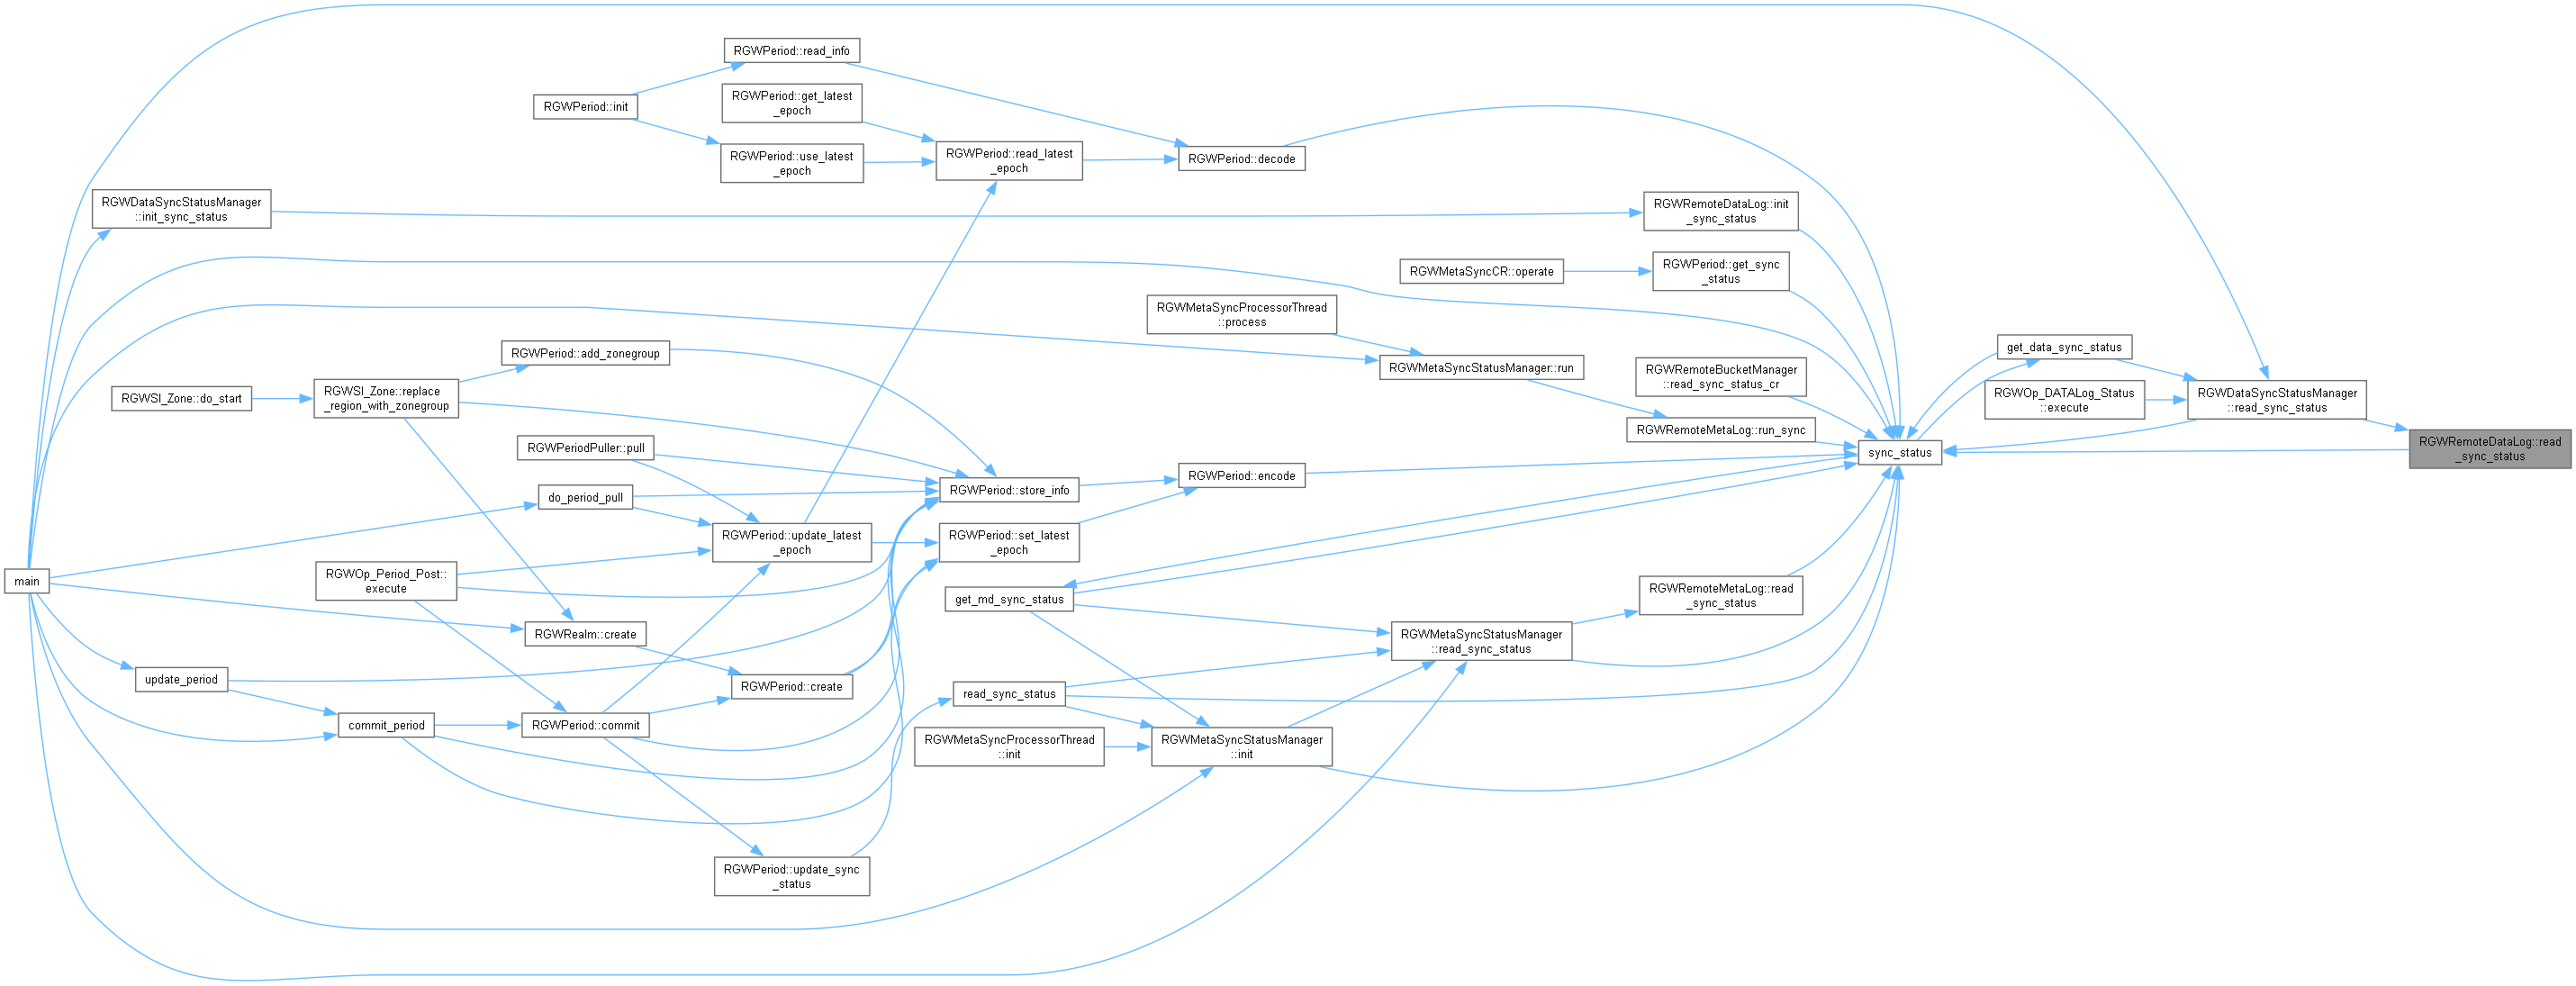 RGWPeriod::read_info
RGWPeriod::init
RGWPeriod::get_latest
_epoch
RGWPeriod::use_latest
_epoch
RGWPeriod::read_latest
_epoch
RGWPeriod::decode
RGWDataSyncStatusManager
::init_sync_status
RGWRemoteDataLog::init
_sync_status
RGWMetaSyncCR::operate
RGWPeriod::get_sync
_status
RGWMetaSyncProcessorThread
::process
RGWPeriod::add_zonegroup
RGWMetaSyncStatusManager::run
get_data_sync_status
RGWSI_Zone::do_start
RGWSI_Zone::replace
_region_with_zonegroup
RGWRemoteBucketManager
::read_sync_status_cr
RGWOp_DATALog_Status
::execute
RGWDataSyncStatusManager
::read_sync_status
RGWRemoteMetaLog::run_sync
RGWPeriodPuller::pull
sync_status
RGWRemoteDataLog::read
_sync_status
RGWPeriod::encode
do_period_pull
RGWPeriod::store_info
RGWPeriod::update_latest
_epoch
RGWPeriod::set_latest
_epoch
main
RGWOp_Period_Post::
execute
get_md_sync_status
RGWRemoteMetaLog::read
_sync_status
RGWRealm::create
RGWMetaSyncStatusManager
::read_sync_status
update_period
RGWPeriod::create
read_sync_status
commit_period
RGWPeriod::commit
RGWMetaSyncProcessorThread
::init
RGWMetaSyncStatusManager
::init
RGWPeriod::update_sync
_status